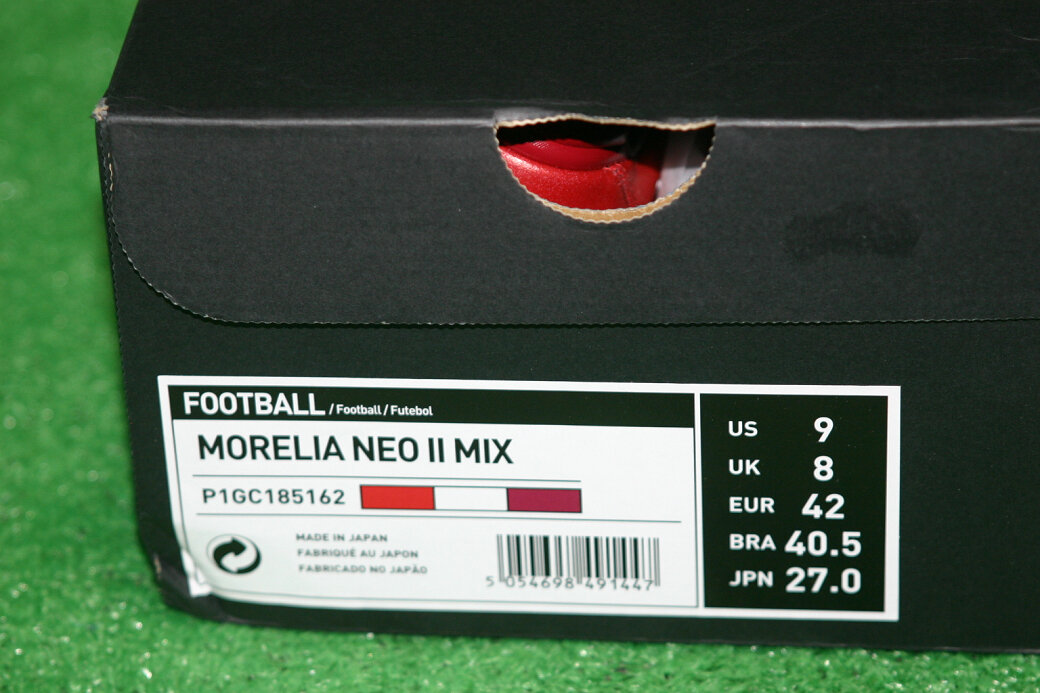 FOOTBALL / Football / Futebol
MORELIA NEO II MIX
P1GC185162
MADE IN JAPAN
FABRIQUÉ AU JAPON
FABRICADO NO JAPÃO
5 054698 491447
US 9
UK 8
EUR 42
BRA 40.5
JPN 27.0